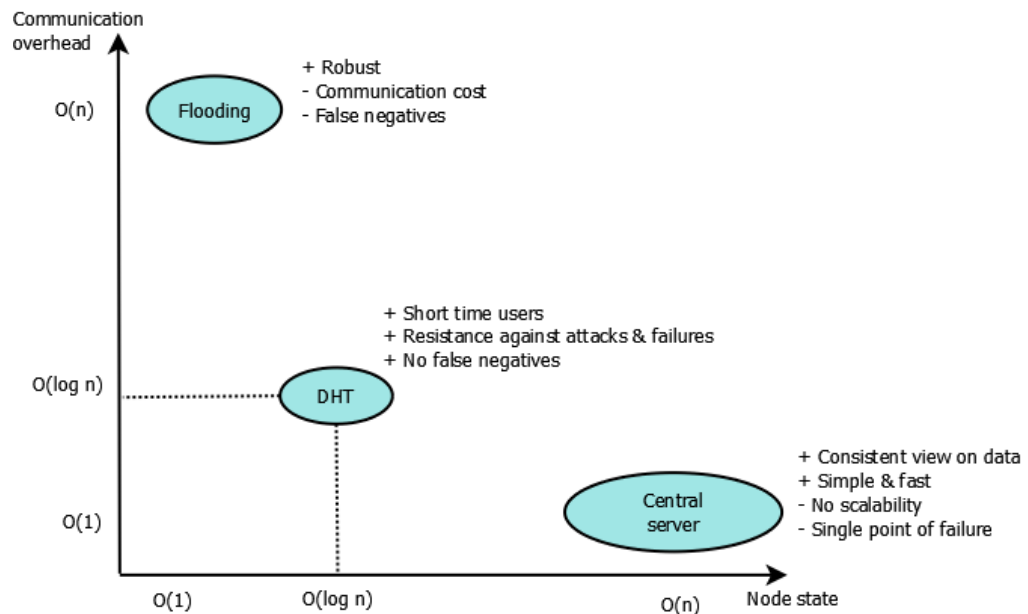 Communication
overhead
+ Robust
- Communication cost
- False negatives
O(n)
Flooding
+ Short time users
+ Resistance against attacks & failures
+ No false negatives
O(log n)
DHT
+ Consistent view on data
+ Simple & fast
- No scalability
- Single point of failure
Central
server
O(1)
O(1)
O(log n)
O(n)
Node state